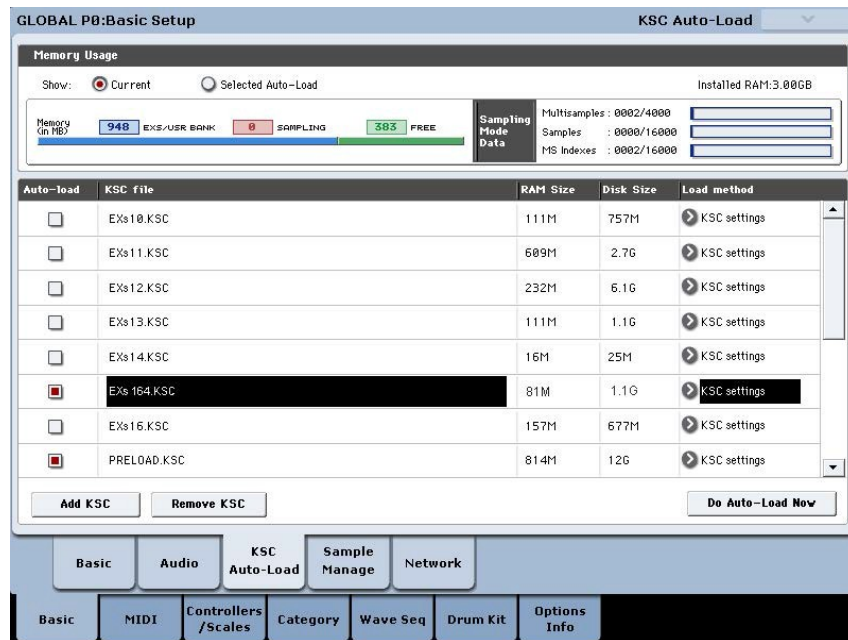 GLOBAL P0:Basic Setup KSC Auto-Load
Memory Usage
Show: Current Selected Auto-Load Installed RAM:3.00GB
Memory (in MB) 948 EXS/USR BANK 0 SAMPLING 383 FREE
Sampling Mode Data
Multisamples : 0002/4000
Samples : 0000/16000
MS Indexes : 0002/16000
Auto-load KSC file RAM Size Disk Size Load method
EXs10.KSC 111M 757M KSC settings
EXs11.KSC 609M 2.7G KSC settings
EXs12.KSC 232M 6.1G KSC settings
EXs13.KSC 111M 1.1G KSC settings
EXs14.KSC 16M 25M KSC settings
EXs 164.KSC 81M 1.1G KSC settings
EXs16.KSC 157M 677M KSC settings
PRELOAD.KSC 814M 12G KSC settings
Add KSC Remove KSC Do Auto-Load Now
Basic Audio KSC Auto-Load Sample Manage Network
Basic MIDI Controllers /Scales Category Wave Seq Drum Kit Options Info